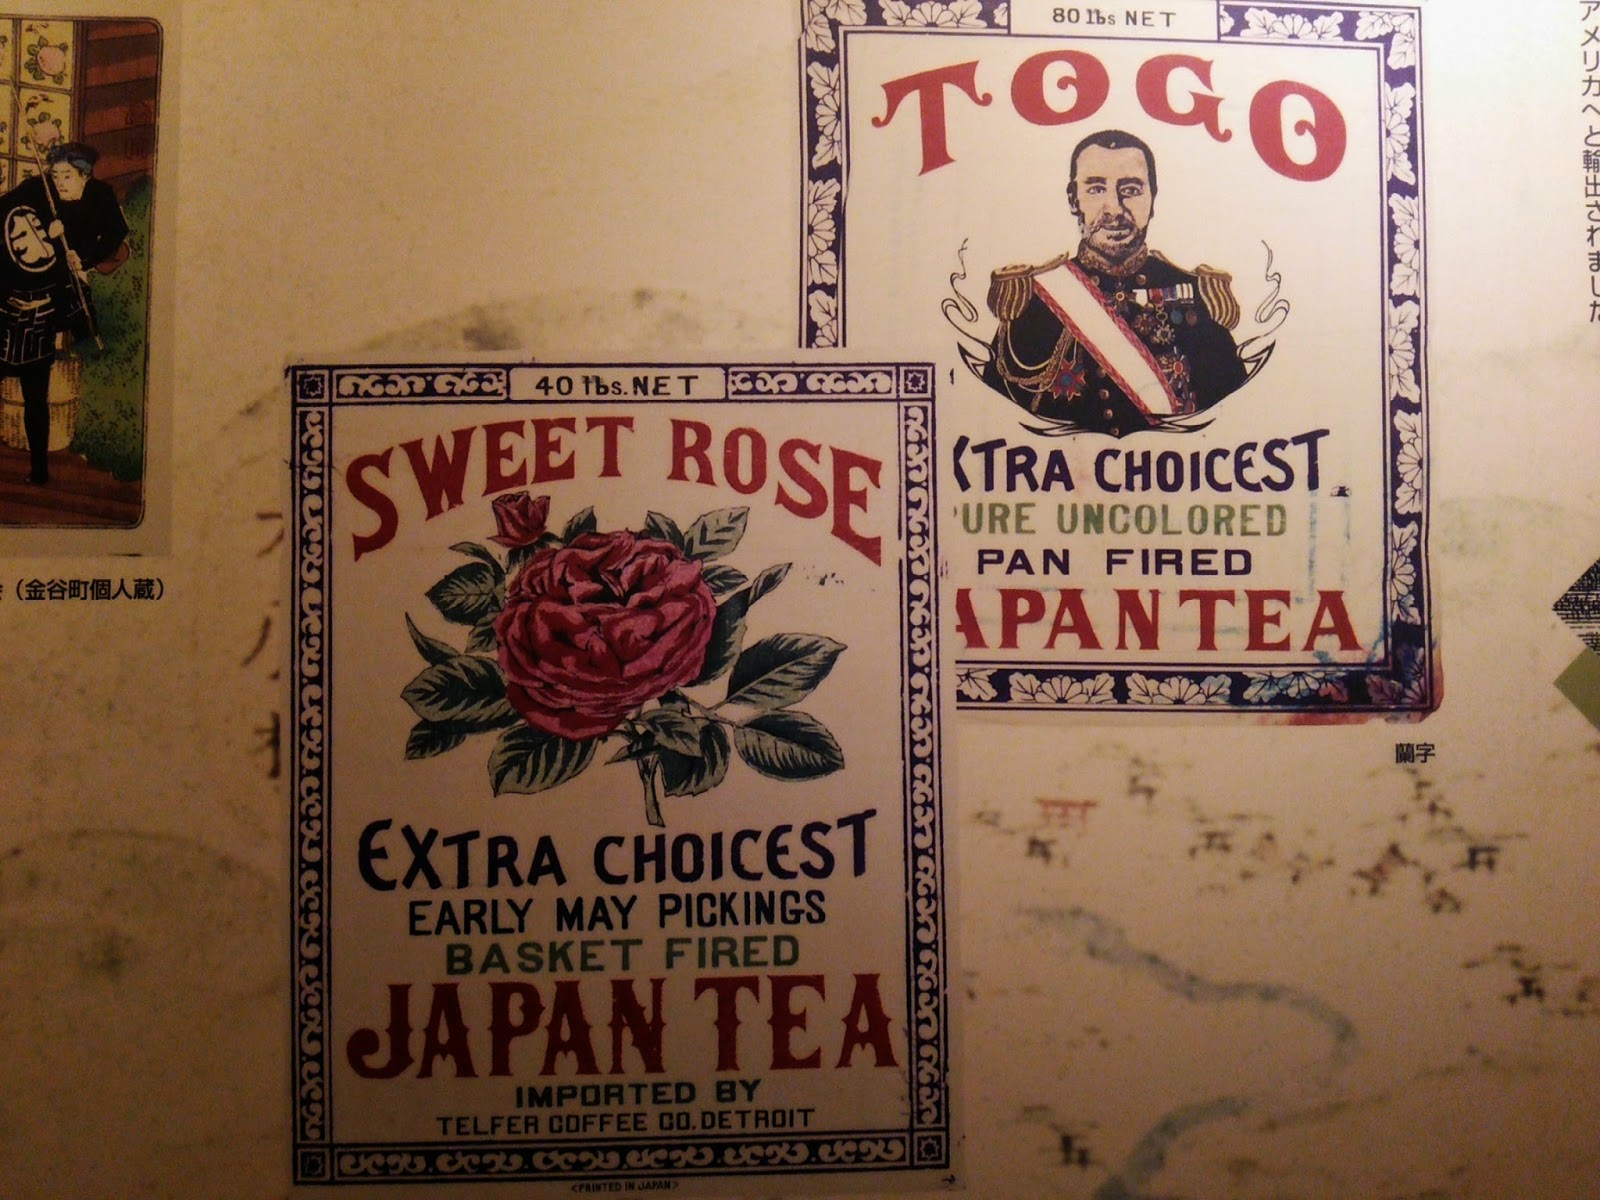 80 lbs NET
TOGO
XTRA CHOICEST
URE UNCOLORED
PAN FIRED
APAN TEA
蘭字
40 lbs. NET
SWEET ROSE
EXTRA CHOICEST
EARLY MAY PICKINGS
BASKET FIRED
JAPAN TEA
IMPORTED BY
TELFER COFFEE CO. DETROIT
<PRINTED IN JAPAN>
（金谷町個人蔵）
アメリカへと輸出されました